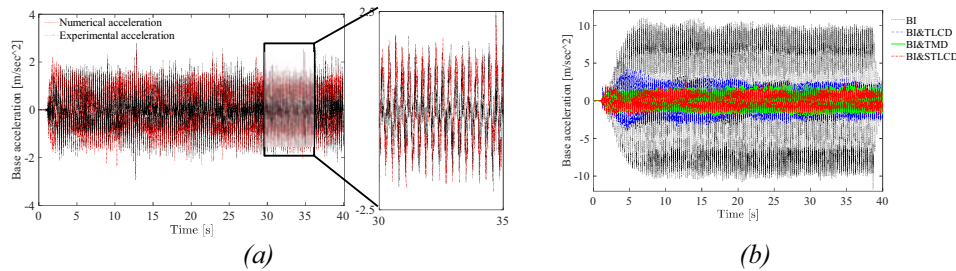 (a)
Numerical acceleration
Experimental acceleration
Base acceleration [m/sec^2]
4
2
0
-2
-4
0 5 10 15 20 25 30 35 40
Time [s]
2.5
-2.5
30 35
(b)
BI
BI&TLCD
BI&TMD
BI&STLCD
Base acceleration [m/sec^2]
10
5
0
-5
-10
0 5 10 15 20 25 30 35 40
Time [s]
(a) (b)